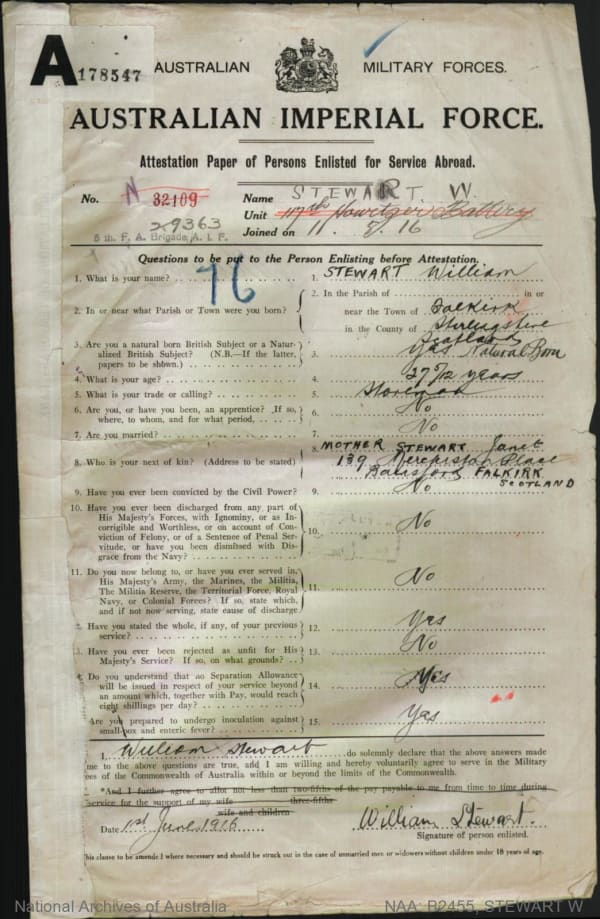 A
178547
AUSTRALIAN MILITARY FORCES.
AUSTRALIAN IMPERIAL FORCE.
Attestation Paper of Persons Enlisted for Service Abroad.
No. N 32109 Name STEWART. W.
29363 Unit 117th Howitzer Battery
5th. F. A. Brigade, A. I. F. Joined on 11. 8. 16
Questions to be put to the Person Enlisting before Attestation.
76
1. What is your name? 1. STEWART William
2. In or near what Parish or Town were you born? 2. In the Parish of in or
near the Town of Falkirk
in the County of Stirlingshire
Scotland
3. Are you a natural born British Subject or a Natur-
alized British Subject? (N.B.—If the latter,
papers to be shown.) 3. Yes Natural Born
4. What is your age? 4. 27 /12 years
5. What is your trade or calling? 5. Storeman
6. Are you, or have you been, an apprentice? If so,
where, to whom, and for what period, 6. No
7. Are you married? 7. No
8. Who is your next of kin? (Address to be stated) 8. MOTHER STEWART Janet
139 Merchiston Place
Bainsford FALKIRK
SCOTLAND
9. Have you ever been convicted by the Civil Power? 9. No
10. Have you ever been discharged from any part of
His Majesty's Forces, with Ignominy, or as In-
corrigible and Worthless, or on account of Con-
viction of Felony, or of a Sentence of Penal Ser-
vitude, or have you been dismissed with Dis-
grace from the Navy? 10. No
11. Do you now belong to, or have you ever served in,
His Majesty's Army, the Marines, the Militia,
The Militia Reserve, the Territorial Force, Royal
Navy, or Colonial Forces? If so, state which,
and if not now serving, state cause of discharge 11. No
Have you stated the whole, if any, of your previous
service? 12. Yes
Have you ever been rejected as unfit for His
Majesty's Service? If so, on what grounds? 13. No
Do you understand that no Separation Allowance
will be issued in respect of your service beyond
an amount which, together with Pay, would reach
eight shillings per day? 14. Yes
Are you prepared to undergo inoculation against
small-pox and enteric fever? 15. Yes
I, William Stewart do solemnly declare that the above answers made
me to the above questions are true, and I am willing and hereby voluntarily agree to serve in the Military
ces of the Commonwealth of Australia within or beyond the limits of the Commonwealth.
*And I further agree to allot not less than two-fifths of the pay payable to me from time to time during
service for the support of my wife three-fifths
wife and children
Date 1st June 1916 William Stewart.
Signature of person enlisted.
his clause to be amende l where necessary and should be struck out in the case of unmarried men or widowers without children under 18 years of age.
National Archives of Australia NAA: B2455, STEWART W